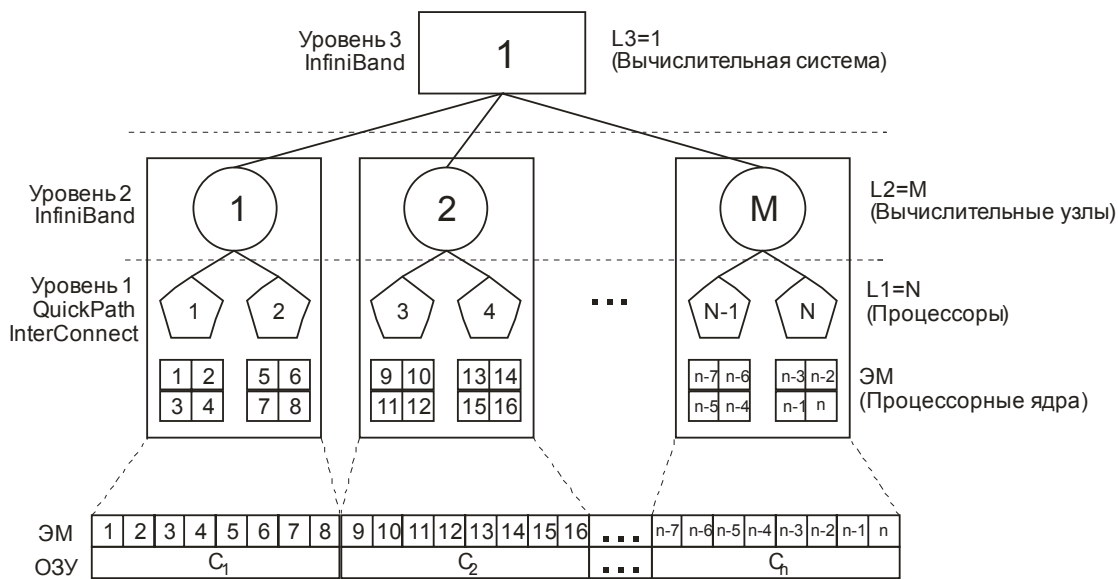 Уровень 3
InfiniBand
1
L3=1
(Вычислительная система)
Уровень 2
InfiniBand
1
2
M
L2=M
(Вычислительные узлы)
Уровень 1
QuickPath
InterConnect
1
2
3
4
...
N-1
N
L1=N
(Процессоры)
1 2 5 6 9 10 13 14 n-7 n-6 n-3 n-2
3 4 7 8 11 12 15 16 n-5 n-4 n-1 n
ЭМ
(Процессорные ядра)
ЭМ 1 2 3 4 5 6 7 8 9 10 11 12 13 14 15 16 ... n-7 n-6 n-5 n-4 n-3 n-2 n-1 n
ОЗУ C1 C2 ... Ch